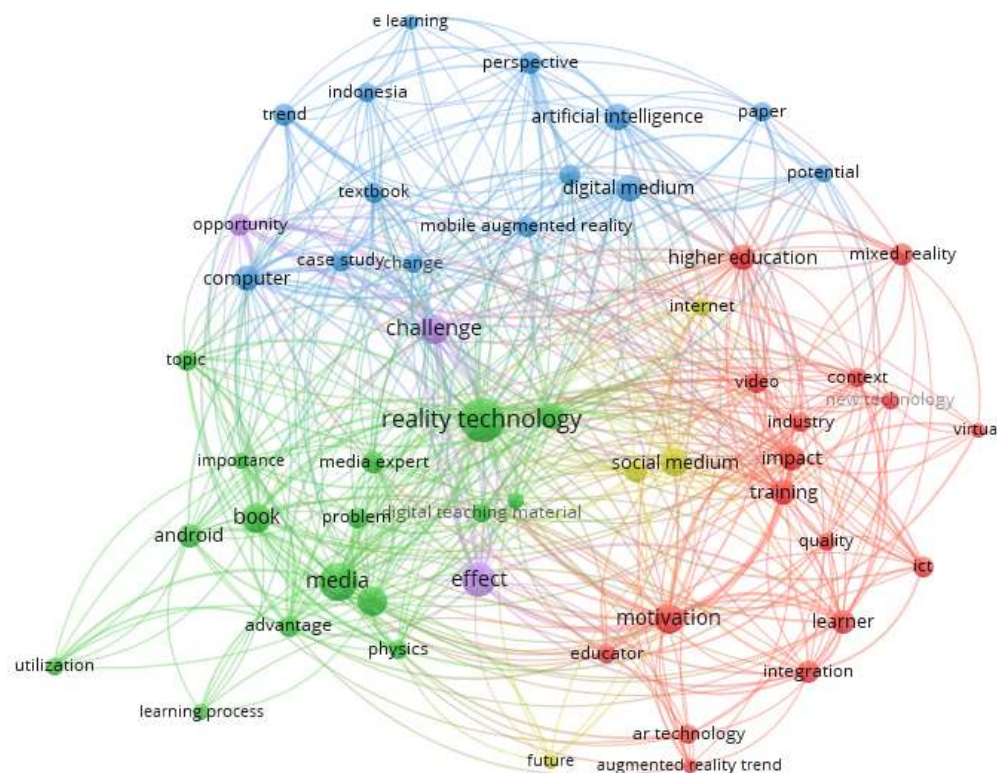 e learning
perspective
indonesia
trend
artificial intelligence
paper
textbook
digital medium
potential
opportunity
mobile augmented reality
case study
change
higher education
mixed reality
computer
internet
challenge
topic
video
context
new technology
reality technology
industry
virtual
importance
media expert
social medium
impact
training
book
problem
digital teaching material
android
quality
media
effect
ict
advantage
motivation
learner
physics
educator
utilization
integration
learning process
ar technology
future
augmented reality trend